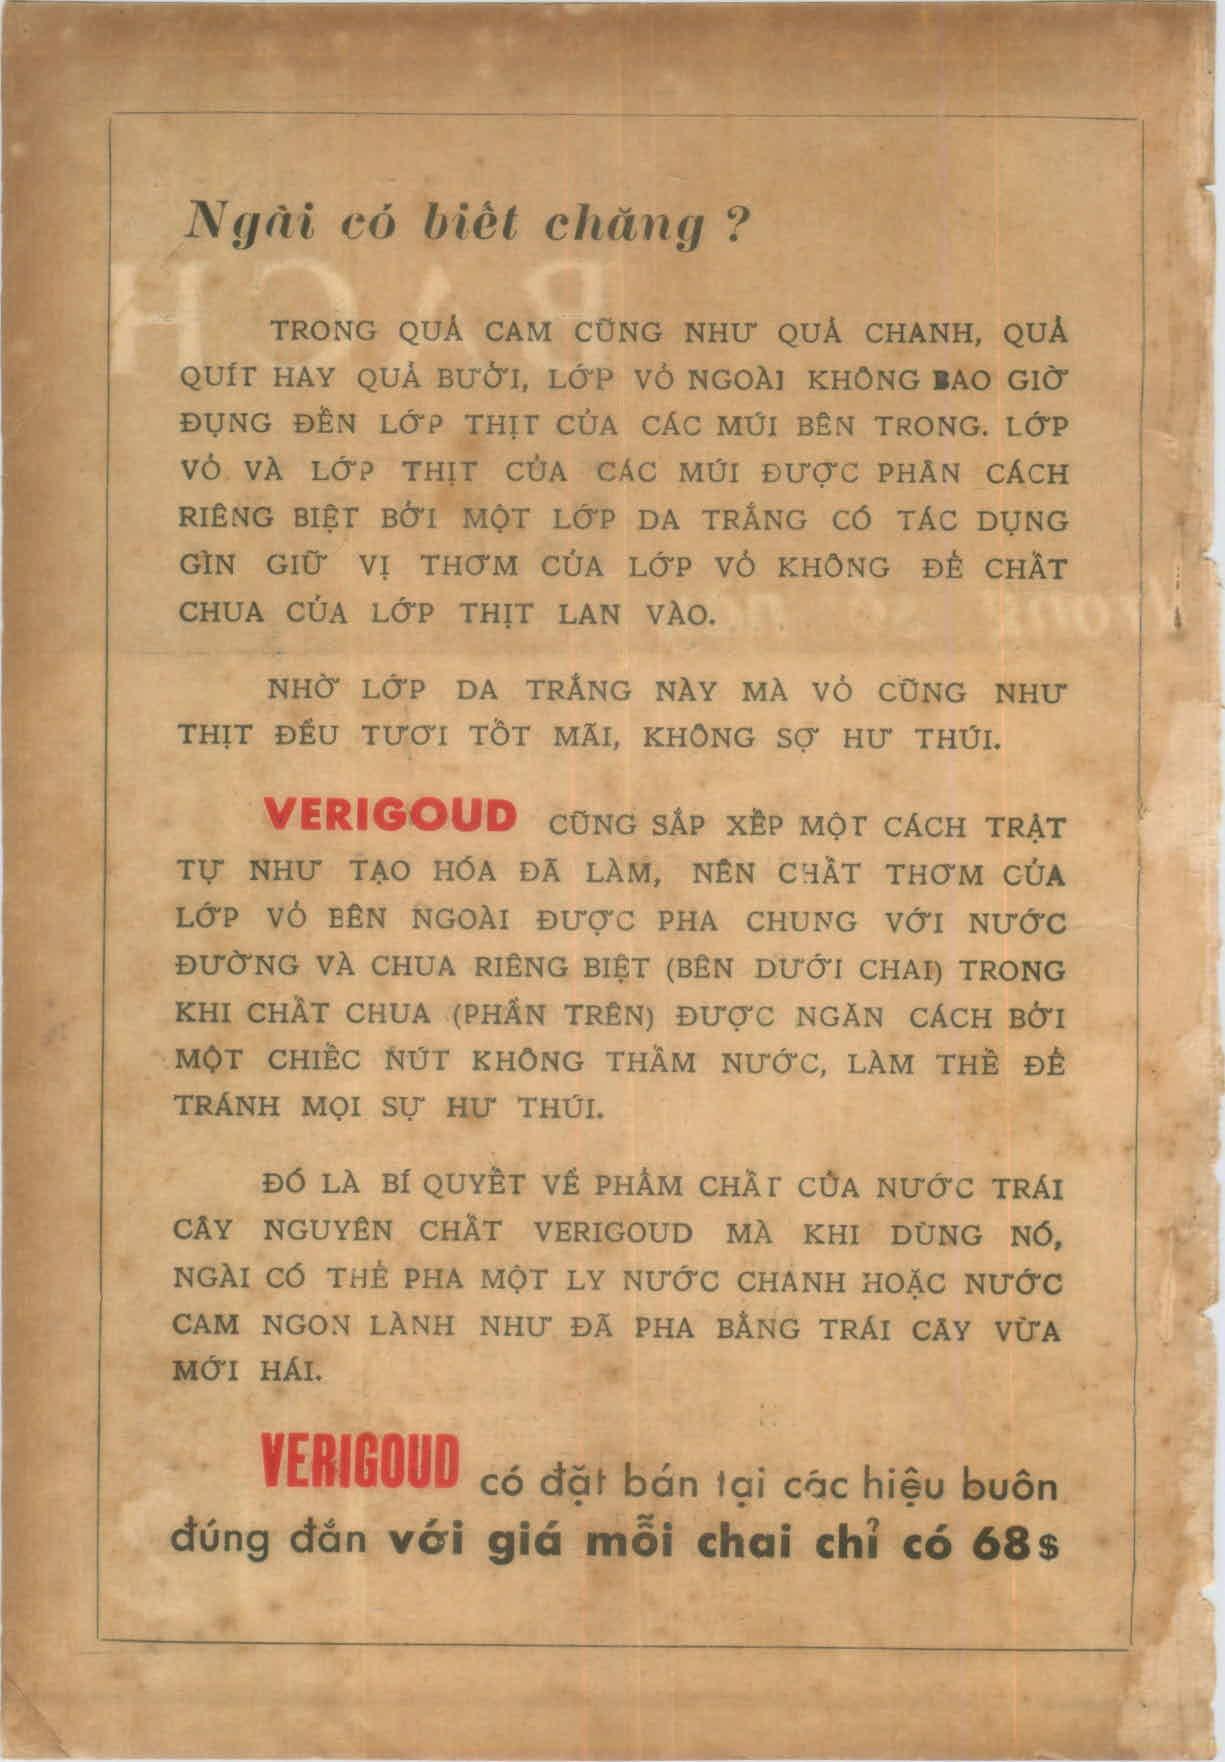 Ngài có biết chăng ?
TRONG QUẢ CAM CŨNG NHƯ QUẢ CHANH, QUẢ
QUÍT HAY QUẢ BƯỞI, LỚP VỎ NGOÀI KHÔNG BAO GIỜ
ĐỤNG ĐẾN LỚP THỊT CỦA CÁC MÚI BÊN TRONG. LỚP
VỎ VÀ LỚP THỊT CỦA CÁC MÚI ĐƯỢC PHÂN CÁCH
RIÊNG BIỆT BỞI MỘT LỚP DA TRẮNG CÓ TÁC DỤNG
GÌN GIỮ VỊ THƠM CỦA LỚP VỎ KHÔNG ĐỂ CHẤT
CHUA CỦA LỚP THỊT LAN VÀO.
NHỜ LỚP DA TRẮNG NÀY MÀ VỎ CŨNG NHƯ
THỊT ĐỀU TƯƠI TỐT MÃI, KHÔNG SỢ HƯ THÚI.
VERIGOUD CŨNG SẮP XẾP MỘT CÁCH TRẬT
TỰ NHƯ TẠO HÓA ĐÃ LÀM, NÊN CHẤT THƠM CỦA
LỚP VỎ BÊN NGOÀI ĐƯỢC PHA CHUNG VỚI NƯỚC
ĐƯỜNG VÀ CHUA RIÊNG BIỆT (BÊN DƯỚI CHAI) TRONG
KHI CHẤT CHUA (PHẦN TRÊN) ĐƯỢC NGĂN CÁCH BỞI
MỘT CHIẾC NÚT KHÔNG THẤM NƯỚC, LÀM THẾ ĐỂ
TRÁNH MỌI SỰ HƯ THÚI.
ĐÓ LÀ BÍ QUYẾT VỀ PHẨM CHẤT CỦA NƯỚC TRÁI
CÂY NGUYÊN CHẤT VERIGOUD MÀ KHI DÙNG NÓ,
NGÀI CÓ THỂ PHA MỘT LY NƯỚC CHANH HOẶC NƯỚC
CAM NGON LÀNH NHƯ ĐÃ PHA BẰNG TRÁI CÂY VỪA
MỚI HÁI.
VERIGOUD có đặt bán tại các hiệu buôn
đúng đắn với giá mỗi chai chỉ có 68$